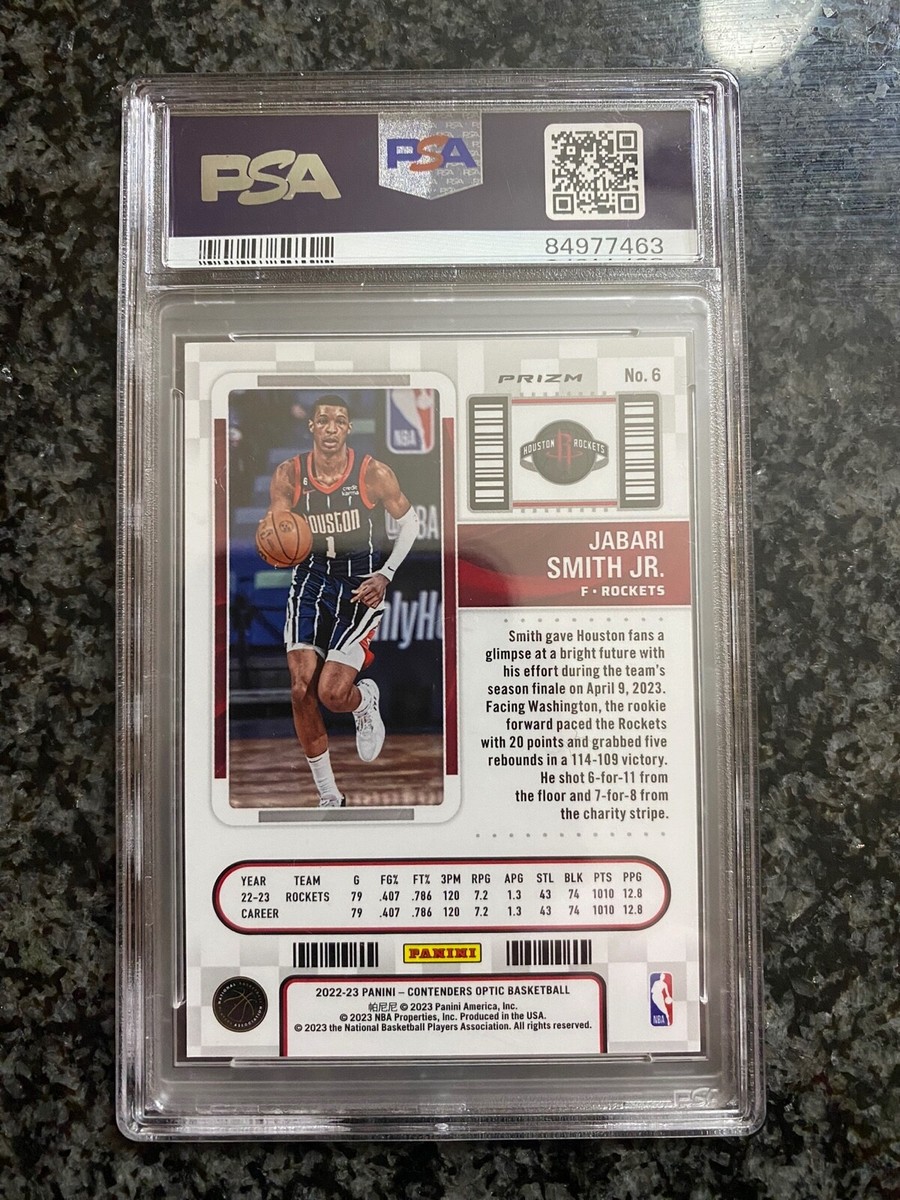 PSA
PSA
84977463
PRIZM No. 6
HOUSTON ROCKETS
R
JABARI
SMITH JR.
F • ROCKETS
NBA
6
credit
karma
HOUSTON
1
NBA
Smith gave Houston fans a
glimpse at a bright future with
his effort during the team's
season finale on April 9, 2023.
Facing Washington, the rookie
forward paced the Rockets
with 20 points and grabbed five
rebounds in a 114-109 victory.
He shot 6-for-11 from
the floor and 7-for-8 from
the charity stripe.
YEAR TEAM G FG% FT% 3PM RPG APG STL BLK PTS PPG
22-23 ROCKETS 79 .407 .786 120 7.2 1.3 43 74 1010 12.8
CAREER 79 .407 .786 120 7.2 1.3 43 74 1010 12.8
PANINI
2022-23 PANINI – CONTENDERS OPTIC BASKETBALL
帕尼尼 © 2023 Panini America, Inc.
© 2023 NBA Properties, Inc. Produced in the USA.
© 2023 the National Basketball Players Association. All rights reserved.
NBA
PSA